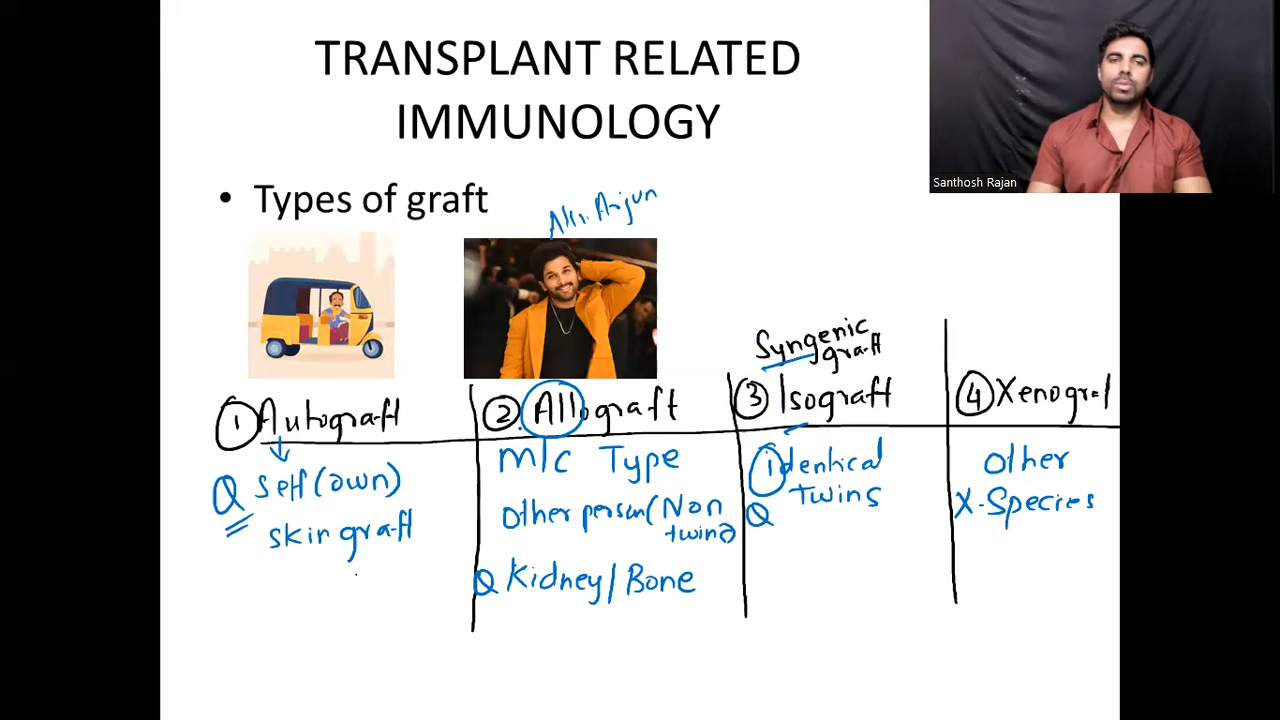 TRANSPLANT RELATED
IMMUNOLOGY
Santhosh Rajan
• Types of graft
Allu Arjun
Syngenic
graft
① Autograft
② Allograft
③ Isograft
④ Xenograf
Self (own)
Q
skin graft
M/c Type
Other person (Non
twins)
Q Kidney/Bone
identical
twins
Q
Other
X-Species